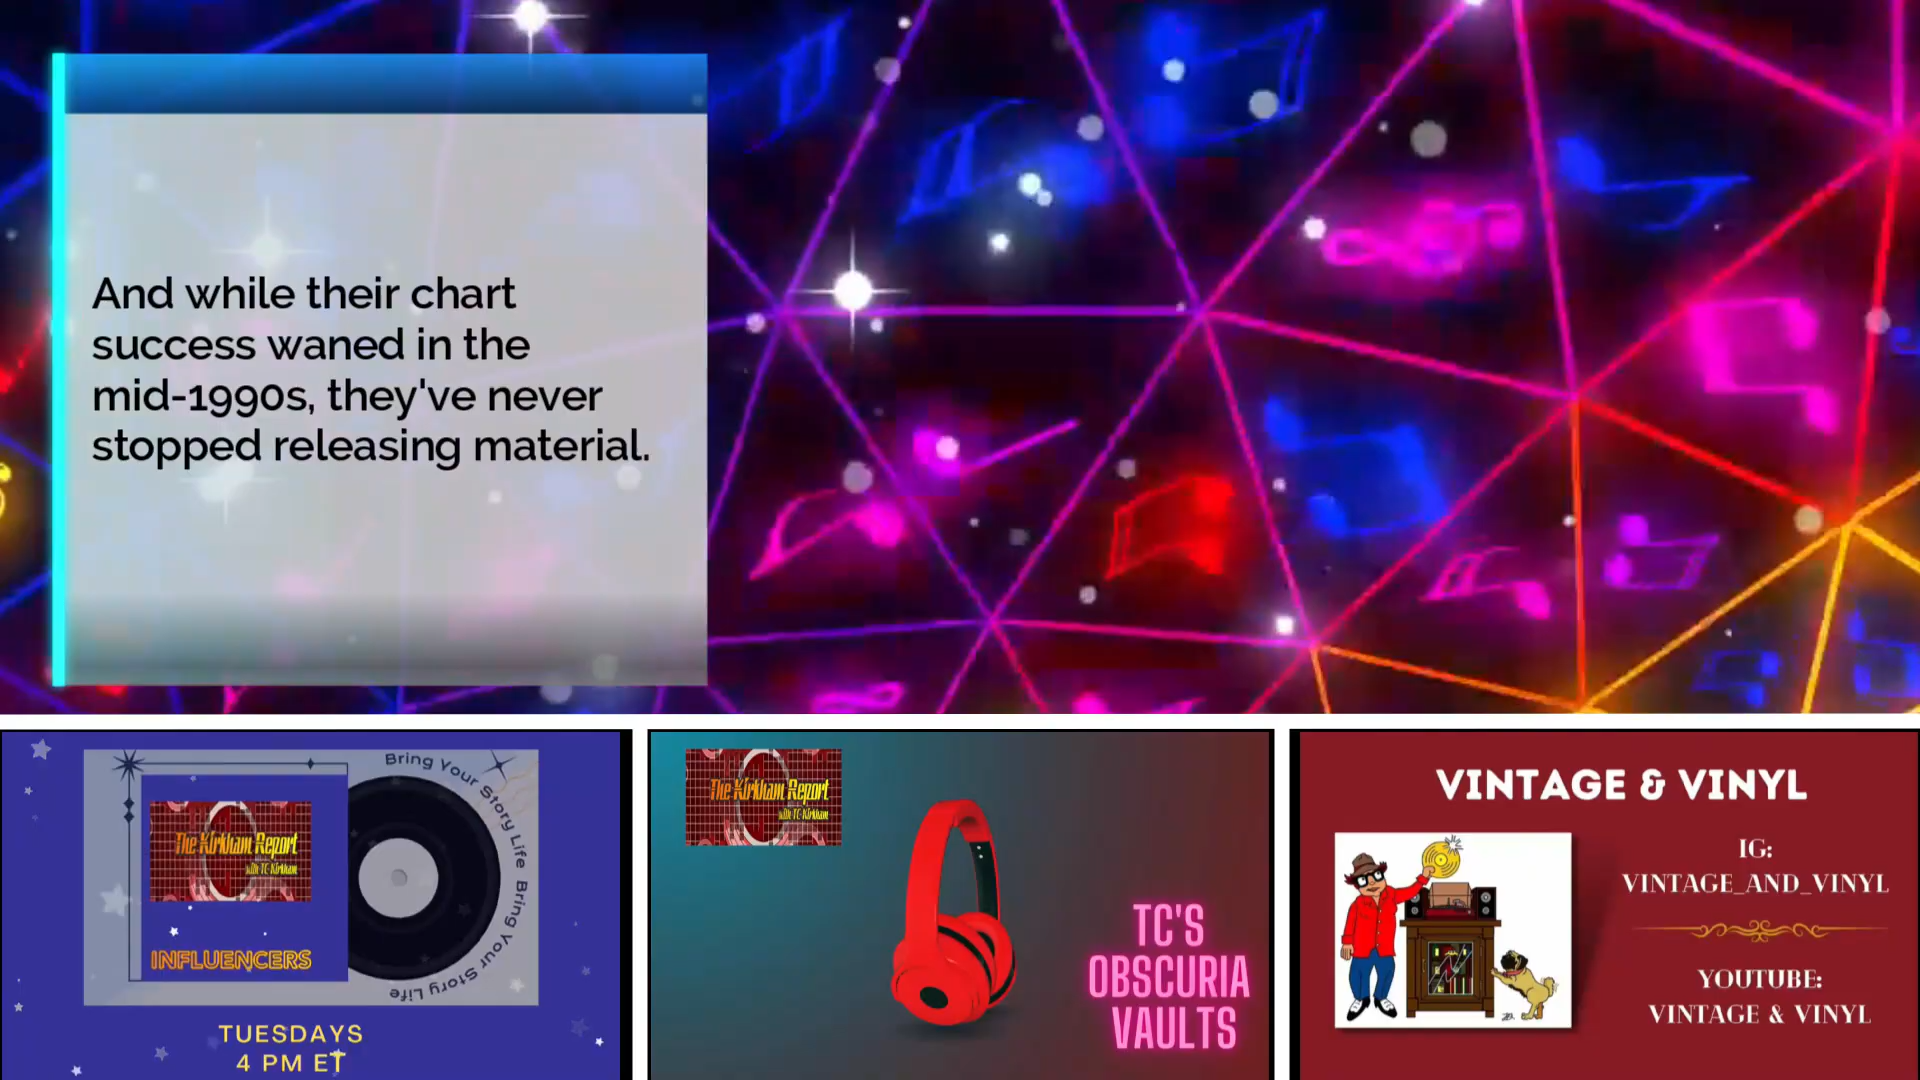 And while their chart
success waned in the
mid-1990s, they've never
stopped releasing material.
Bring Your Story Life Bring Your Story Life
The Kirkham Report
with TC Kirkham
INFLUENCERS
TUESDAYS
4 PM ET
The Kirkham Report
with TC Kirkham
TC'S
OBSCURIA
VAULTS
VINTAGE & VINYL
IG:
VINTAGE_AND_VINYL
YOUTUBE:
VINTAGE & VINYL